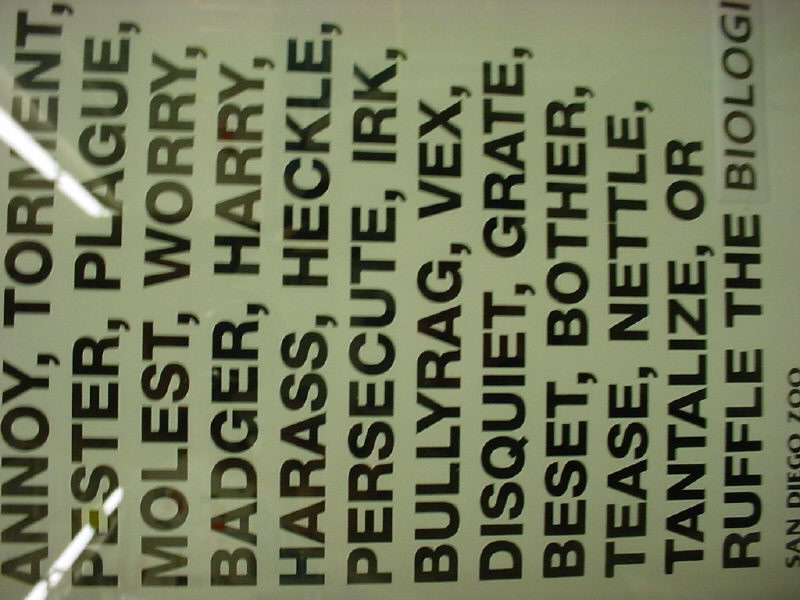 ANNOY, TORMENT,
PESTER, PLAGUE,
MOLEST, WORRY,
BADGER, HARRY,
HARASS, HECKLE,
PERSECUTE, IRK,
BULLYRAG, VEX,
DISQUIET, GRATE,
BESET, BOTHER,
TEASE, NETTLE,
TANTALIZE, OR
RUFFLE THE BIOLOGI
SAN DIEGO ZOO